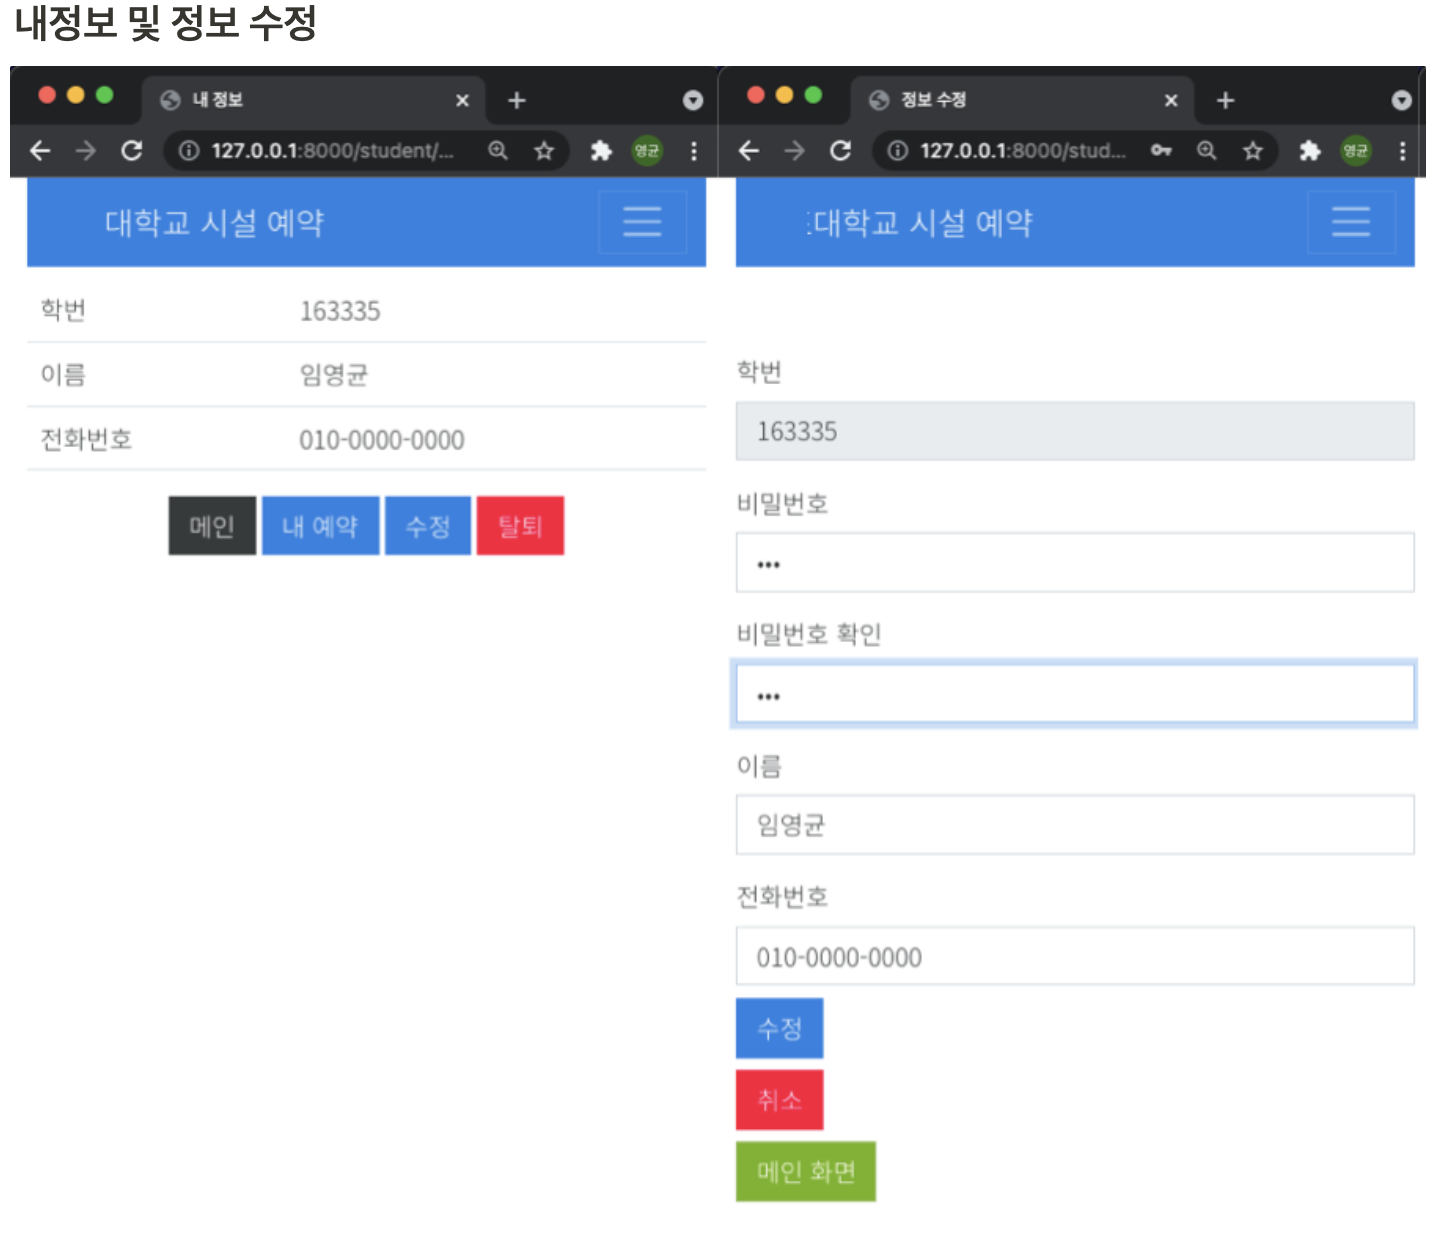 내정보 및 정보 수정
내 정보
127.0.0.1:8000/student/...
영균
대학교 시설 예약
학번 163335
이름 임영균
전화번호 010-0000-0000
메인 내 예약 수정 탈퇴
정보 수정
127.0.0.1:8000/stud...
영균
대학교 시설 예약
학번
163335
비밀번호
•••
비밀번호 확인
•••
이름
임영균
전화번호
010-0000-0000
수정
취소
메인 화면